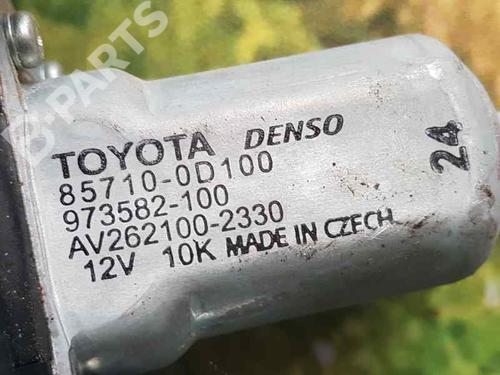 B-PARTS
TOYOTA DENSO
85710-0D100
973582-100
AV262100-2330
12V 10K MADE IN CZECH
24